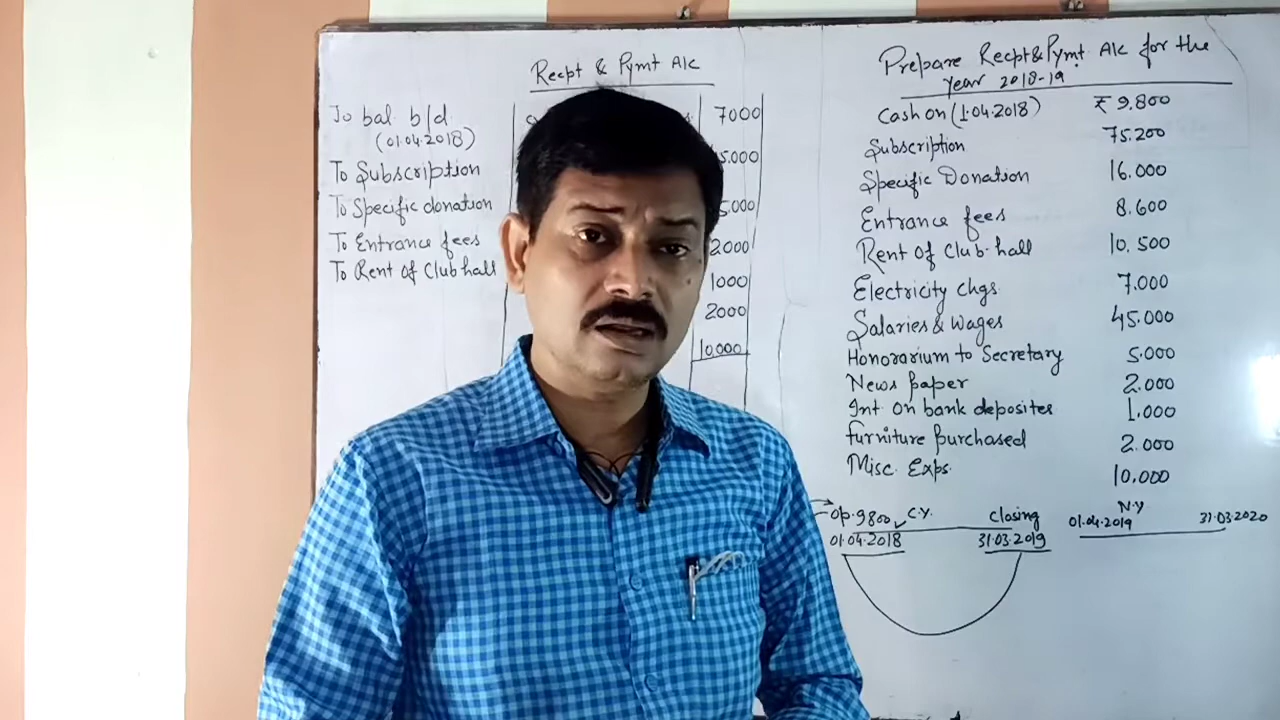 Recpt & Pymt A/c
To bal. b/d.
(01.04.2018)
To Subscription
To Specific donation
To Entrance fees
To Rent of Club-hall
7000
5.000
5.000
2000
1000
2000
10,000
Prepare Recpt & Pymt A/c for the
year 2018-19
Cash on (1.04.2018) ₹ 9.800
Subscription 75.200
Specific Donation 16.000
Entrance fees 8.600
Rent of Club-hall 10.500
Electricity Chgs. 7.000
Salaries & Wages 45.000
Honorarium to Secretary 5.000
News paper 2.000
Int. on bank deposites 1.000
furniture purchased 2.000
Misc. Exps. 10.000
op. 9800 C.Y. closing
01.04.2018 31.03.2019
N.Y
01.04.2019 31.03.2020